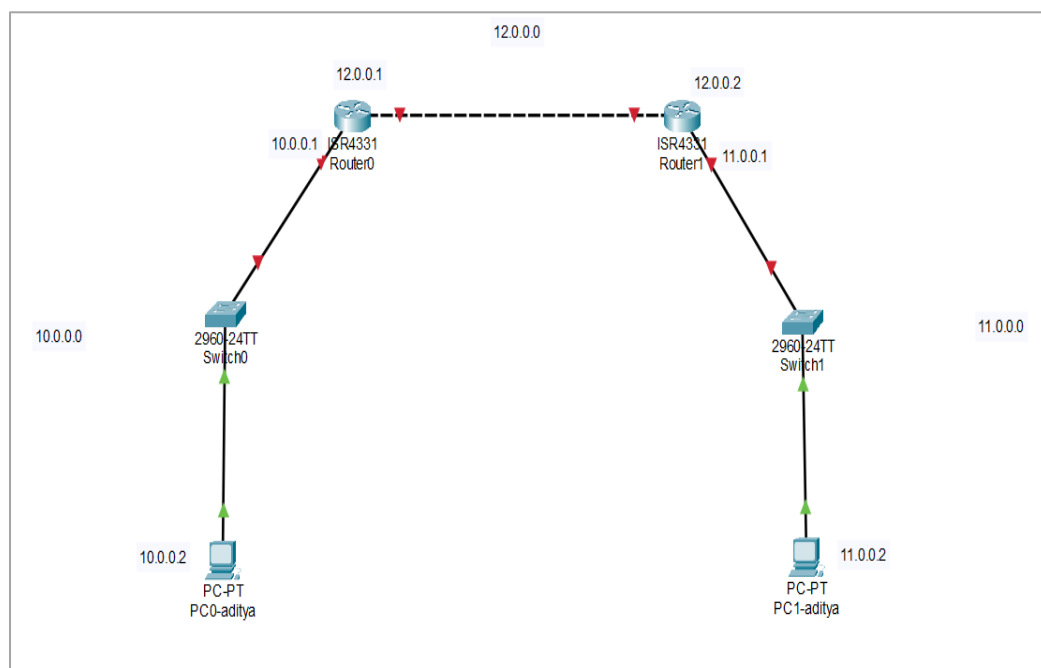 12.0.0.0
12.0.0.1
12.0.0.2
ISR4331
Router0
10.0.0.1
ISR4331
Router1
11.0.0.1
10.0.0.0
2960-24TT
Switch0
2960-24TT
Switch1
11.0.0.0
10.0.0.2
PC-PT
PC0-aditya
PC-PT
PC1-aditya
11.0.0.2